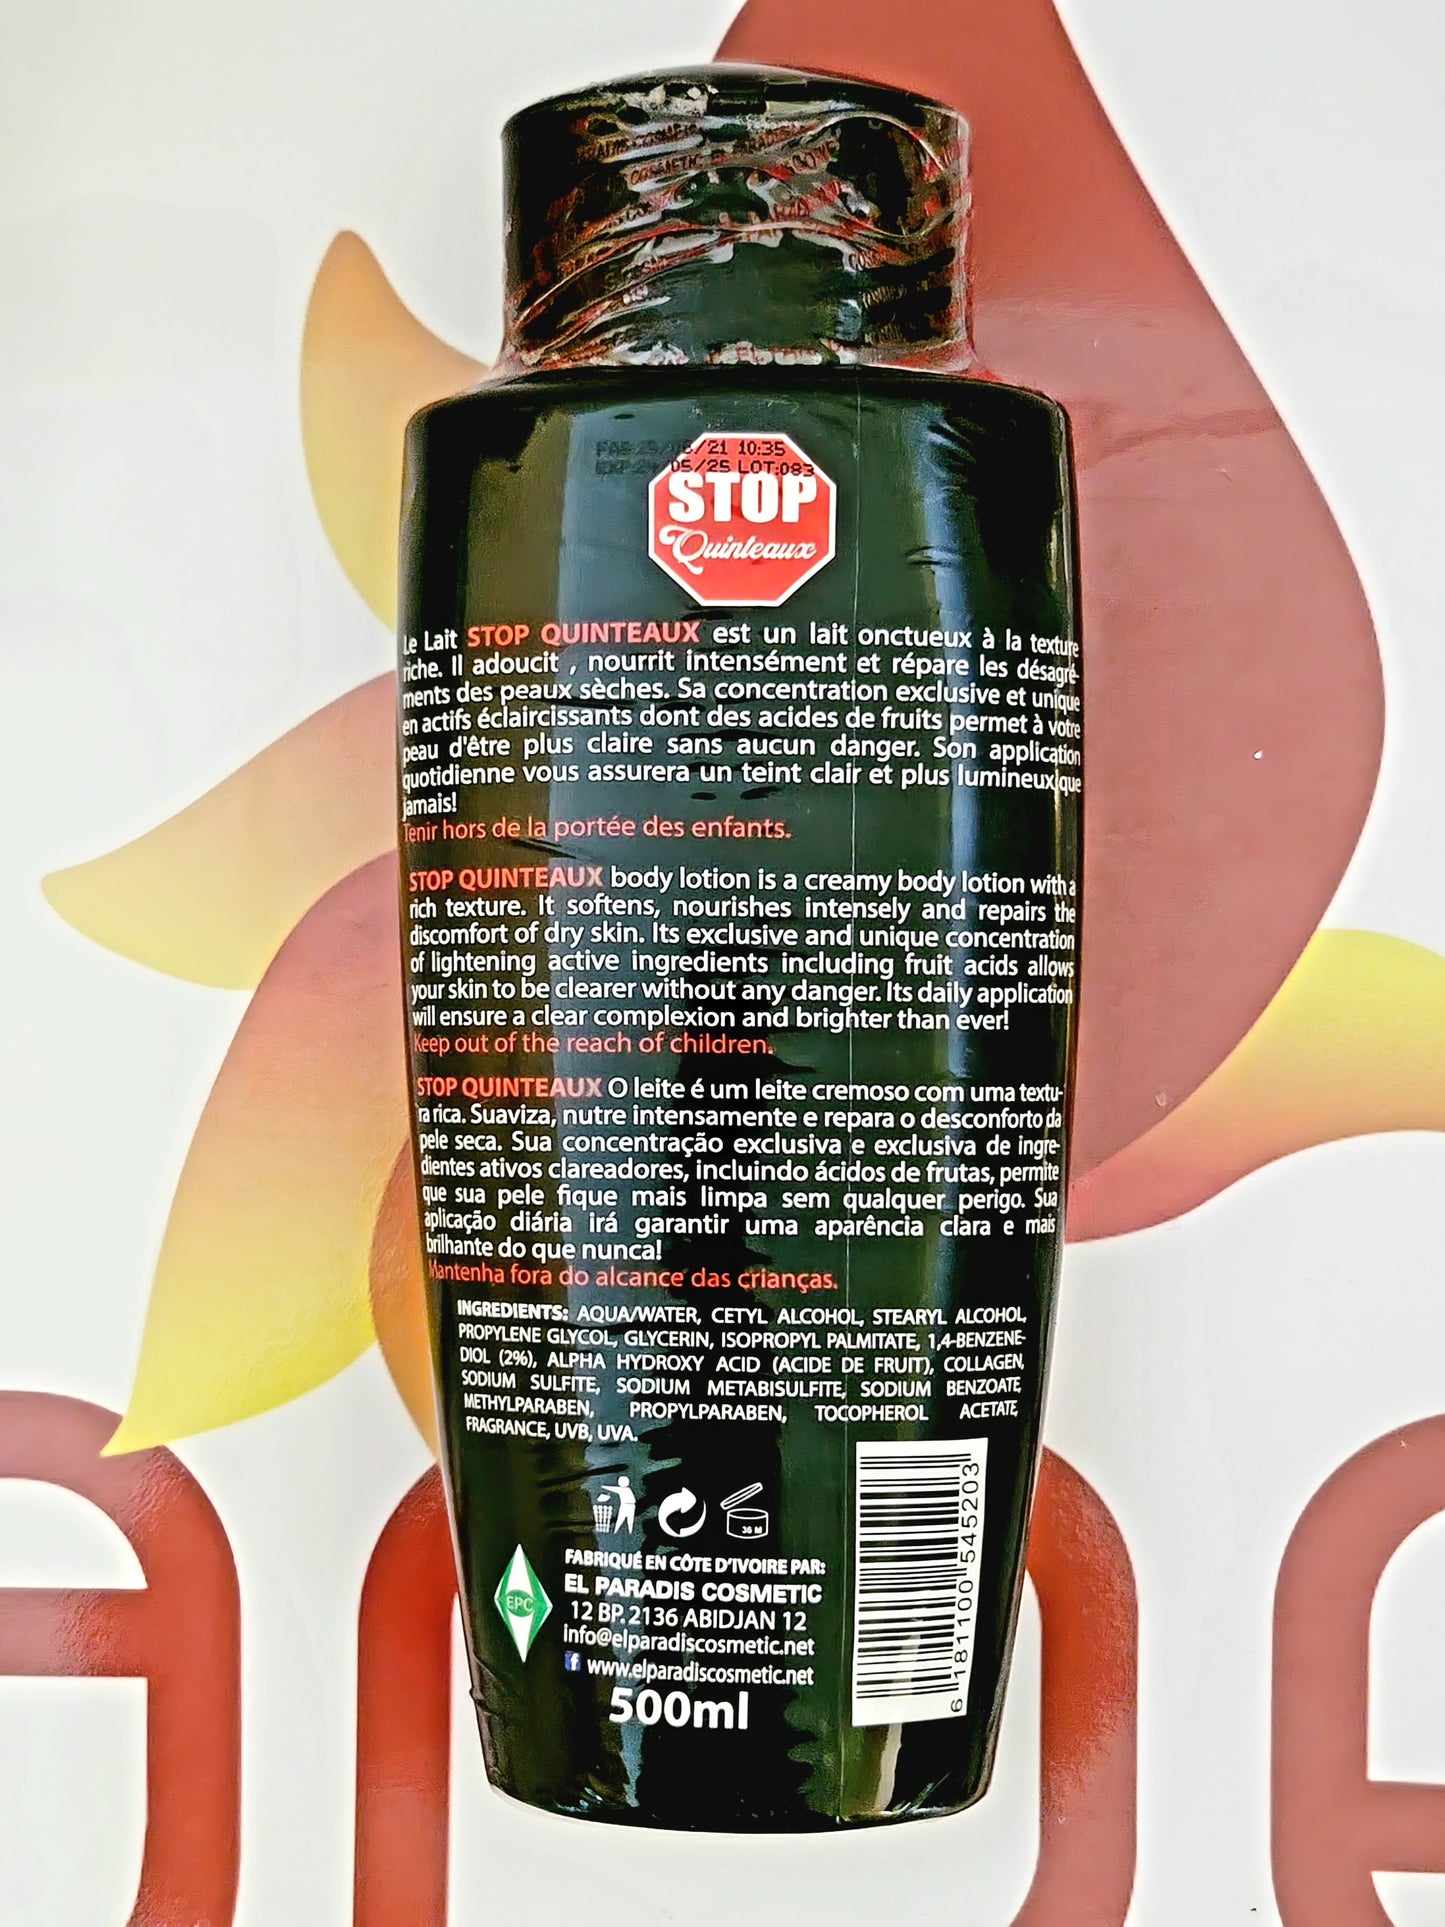 FAB:25/06/21 10:35
EXP:24/05/25 LOT:083
STOP
Quinteaux
Le Lait STOP QUINTEAUX est un lait onctueux à la texture
riche. Il adoucit , nourrit intensément et répare les désagré-
ments des peaux sèches. Sa concentration exclusive et unique
en actifs éclaircissants dont des acides de fruits permet à votre
peau d'être plus claire sans aucun danger. Son application
quotidienne vous assurera un teint clair et plus lumineux que
jamais!
Tenir hors de la portée des enfants.
STOP QUINTEAUX body lotion is a creamy body lotion with a
rich texture. It softens, nourishes intensely and repairs the
discomfort of dry skin. Its exclusive and unique concentration
of lightening active ingredients including fruit acids allows
your skin to be clearer without any danger. Its daily application
will ensure a clear complexion and brighter than ever!
Keep out of the reach of children.
STOP QUINTEAUX O leite é um leite cremoso com uma textu-
ra rica. Suaviza, nutre intensamente e repara o desconforto da
pele seca. Sua concentração exclusiva e exclusiva de ingre-
dientes ativos clareadores, incluindo ácidos de frutas, permite
que sua pele fique mais limpa sem qualquer perigo. Sua
aplicação diária irá garantir uma aparência clara e mais
brilhante do que nunca!
Mantenha fora do alcance das crianças.
INGREDIENTS: AQUA/WATER, CETYL ALCOHOL, STEARYL ALCOHOL,
PROPYLENE GLYCOL, GLYCERIN, ISOPROPYL PALMITATE, 1,4-BENZENE-
DIOL (2%), ALPHA HYDROXY ACID (ACIDE DE FRUIT), COLLAGEN,
SODIUM SULFITE, SODIUM METABISULFITE, SODIUM BENZOATE,
METHYLPARABEN, PROPYLPARABEN, TOCOPHEROL ACETATE,
FRAGRANCE, UVB, UVA.
36 M
EPC
FABRIQUÉ EN CÔTE D'IVOIRE PAR:
EL PARADIS COSMETIC
12 BP. 2136 ABIDJAN 12
info@elparadiscosmetic.net
f www.elparadiscosmetic.net
500ml
6 181100 545203